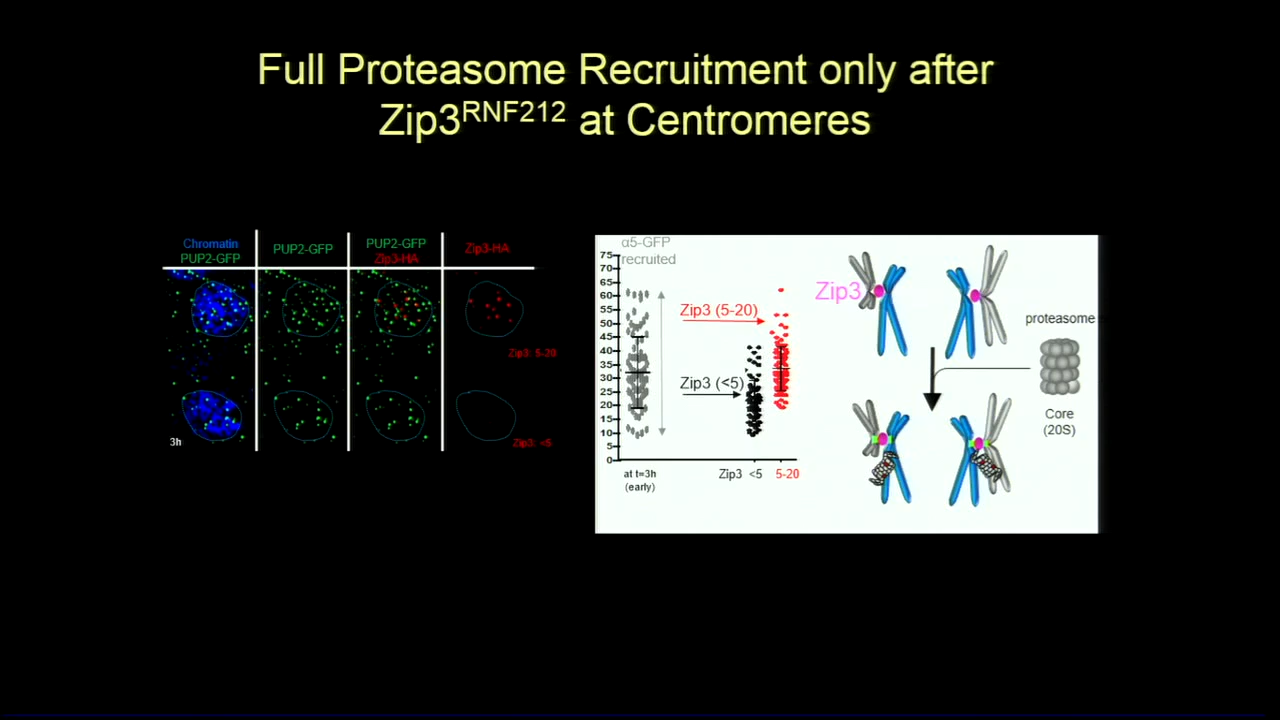 Full Proteasome Recruitment only after
Zip3RNF212 at Centromeres
Chromatin
PUP2-GFP
PUP2-GFP
PUP2-GFP
Zip3-HA
Zip3-HA
Zip3: 5-20
3h
Zip3: <5
α5-GFP
recruited
75
70
65
60
55
50
45
40
35
30
25
20
15
10
5
0
Zip3 (5-20)
Zip3 (<5)
at t=3h
(early)
Zip3 <5 5-20
Zip3
proteasome
Core
(20S)